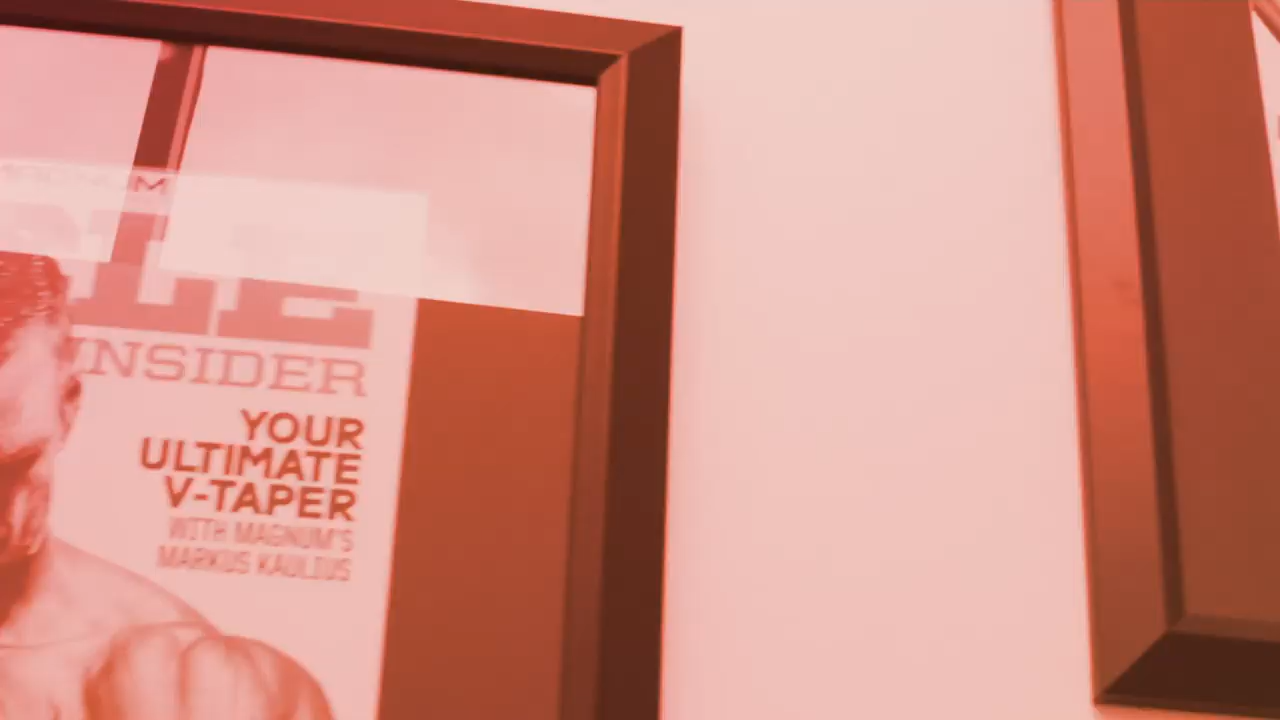 INSIDER
YOUR
ULTIMATE
V-TAPER
WITH MAGNUM'S
MARKUS KAULIUS